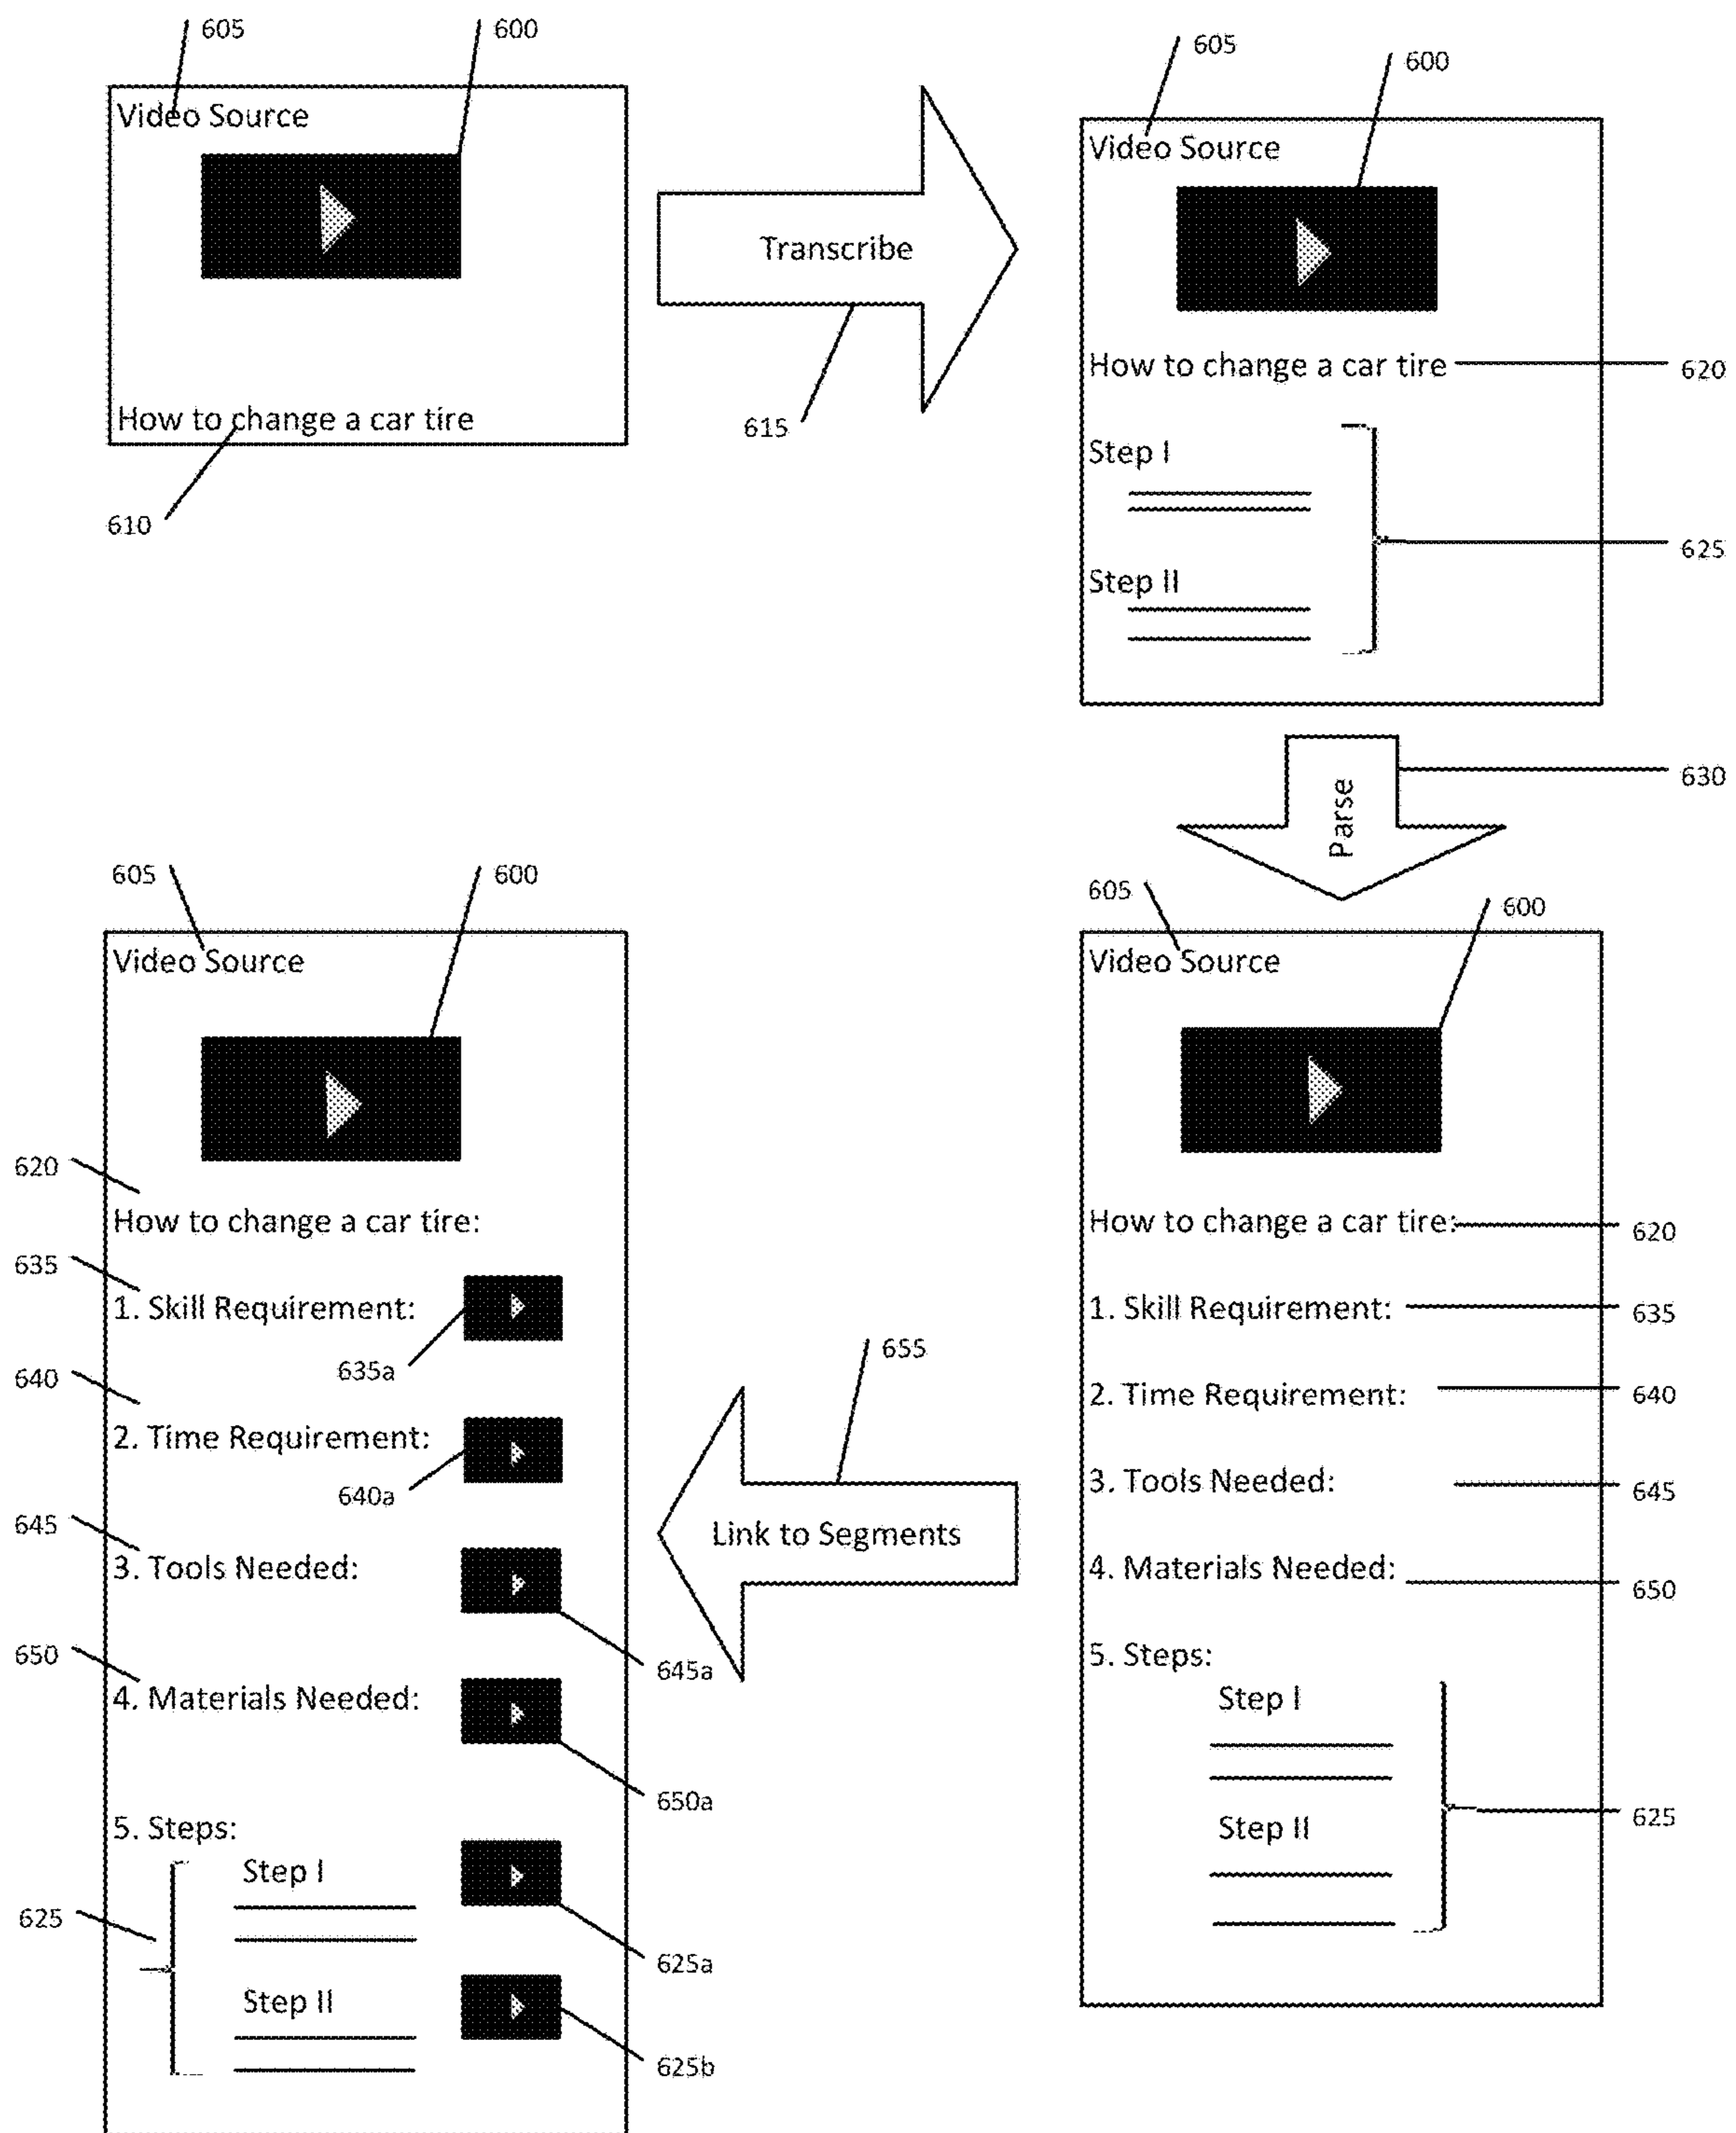 605
600
Video Source
How to change a car tire
610
Transcribe
615
605
600
Video Source
How to change a car tire
620
Step I
Step II
625
Parse
630
605
600
Video Source
How to change a car tire:
620
1. Skill Requirement:
635
2. Time Requirement:
640
3. Tools Needed:
645
4. Materials Needed:
650
5. Steps:
Step I
Step II
625
655
Link to Segments
605
600
Video Source
620
How to change a car tire:
635
1. Skill Requirement:
635a
640
2. Time Requirement:
640a
645
3. Tools Needed:
645a
650
4. Materials Needed:
650a
5. Steps:
Step I
625
625a
Step II
625b